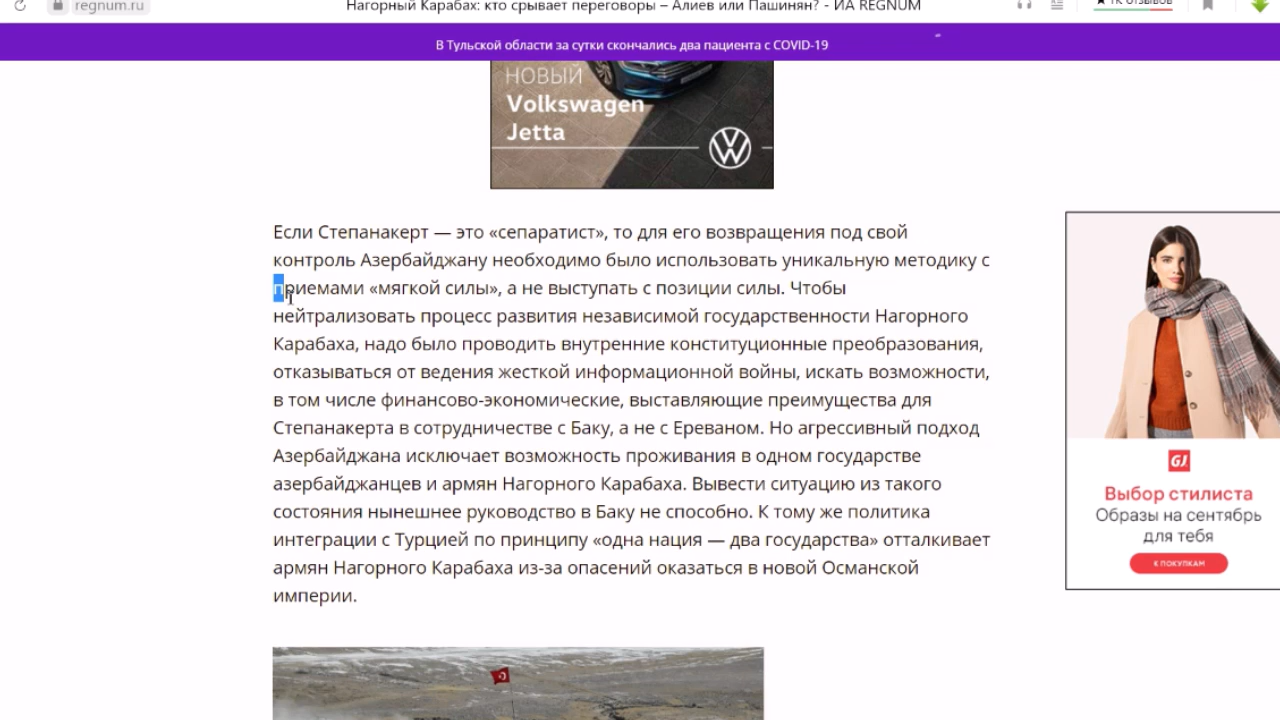 regnum.ru
Нагорный Карабах: кто срывает переговоры – Алиев или Пашинян? - ИА REGNUM
★ 1К отзывов
В Тульской области за сутки скончались два пациента с COVID-19
НОВЫЙ
Volkswagen
Jetta
Если Степанакерт — это «сепаратист», то для его возвращения под свой
контроль Азербайджану необходимо было использовать уникальную методику с
приемами «мягкой силы», а не выступать с позиции силы. Чтобы
нейтрализовать процесс развития независимой государственности Нагорного
Карабаха, надо было проводить внутренние конституционные преобразования,
отказываться от ведения жесткой информационной войны, искать возможности,
в том числе финансово-экономические, выставляющие преимущества для
Степанакерта в сотрудничестве с Баку, а не с Ереваном. Но агрессивный подход
Азербайджана исключает возможность проживания в одном государстве
азербайджанцев и армян Нагорного Карабаха. Вывести ситуацию из такого
состояния нынешнее руководство в Баку не способно. К тому же политика
интеграции с Турцией по принципу «одна нация — два государства» отталкивает
армян Нагорного Карабаха из-за опасений оказаться в новой Османской
империи.
GJ.
Выбор стилиста
Образы на сентябрь
для тебя
К ПОКУПКАМ